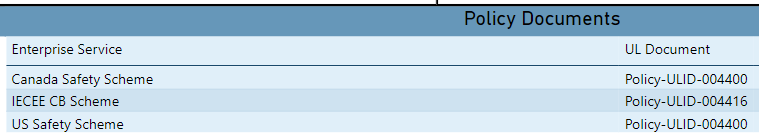 Policy Documents
Enterprise Service UL Document
Canada Safety Scheme Policy-ULID-004400
IECEE CB Scheme Policy-ULID-004416
US Safety Scheme Policy-ULID-004400